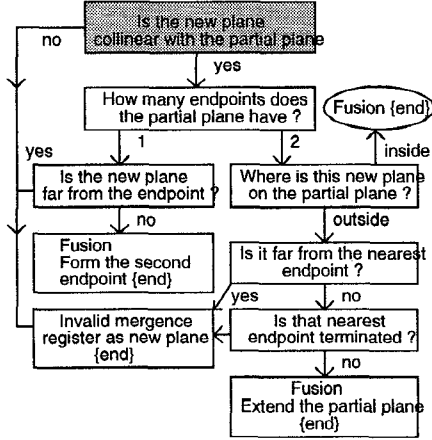 Is the new plane
collinear with the partial plane
no
yes
How many endpoints does
the partial plane have ?
Fusion {end}
1
2
inside
yes
Is the new plane
far from the endpoint ?
Where is this new plane
on the partial plane ?
no
outside
Fusion
Form the second
endpoint {end}
Is it far from the nearest
endpoint ?
yes
no
Invalid mergence
register as new plane
{end}
Is that nearest
endpoint terminated ?
no
Fusion
Extend the partial plane
{end}